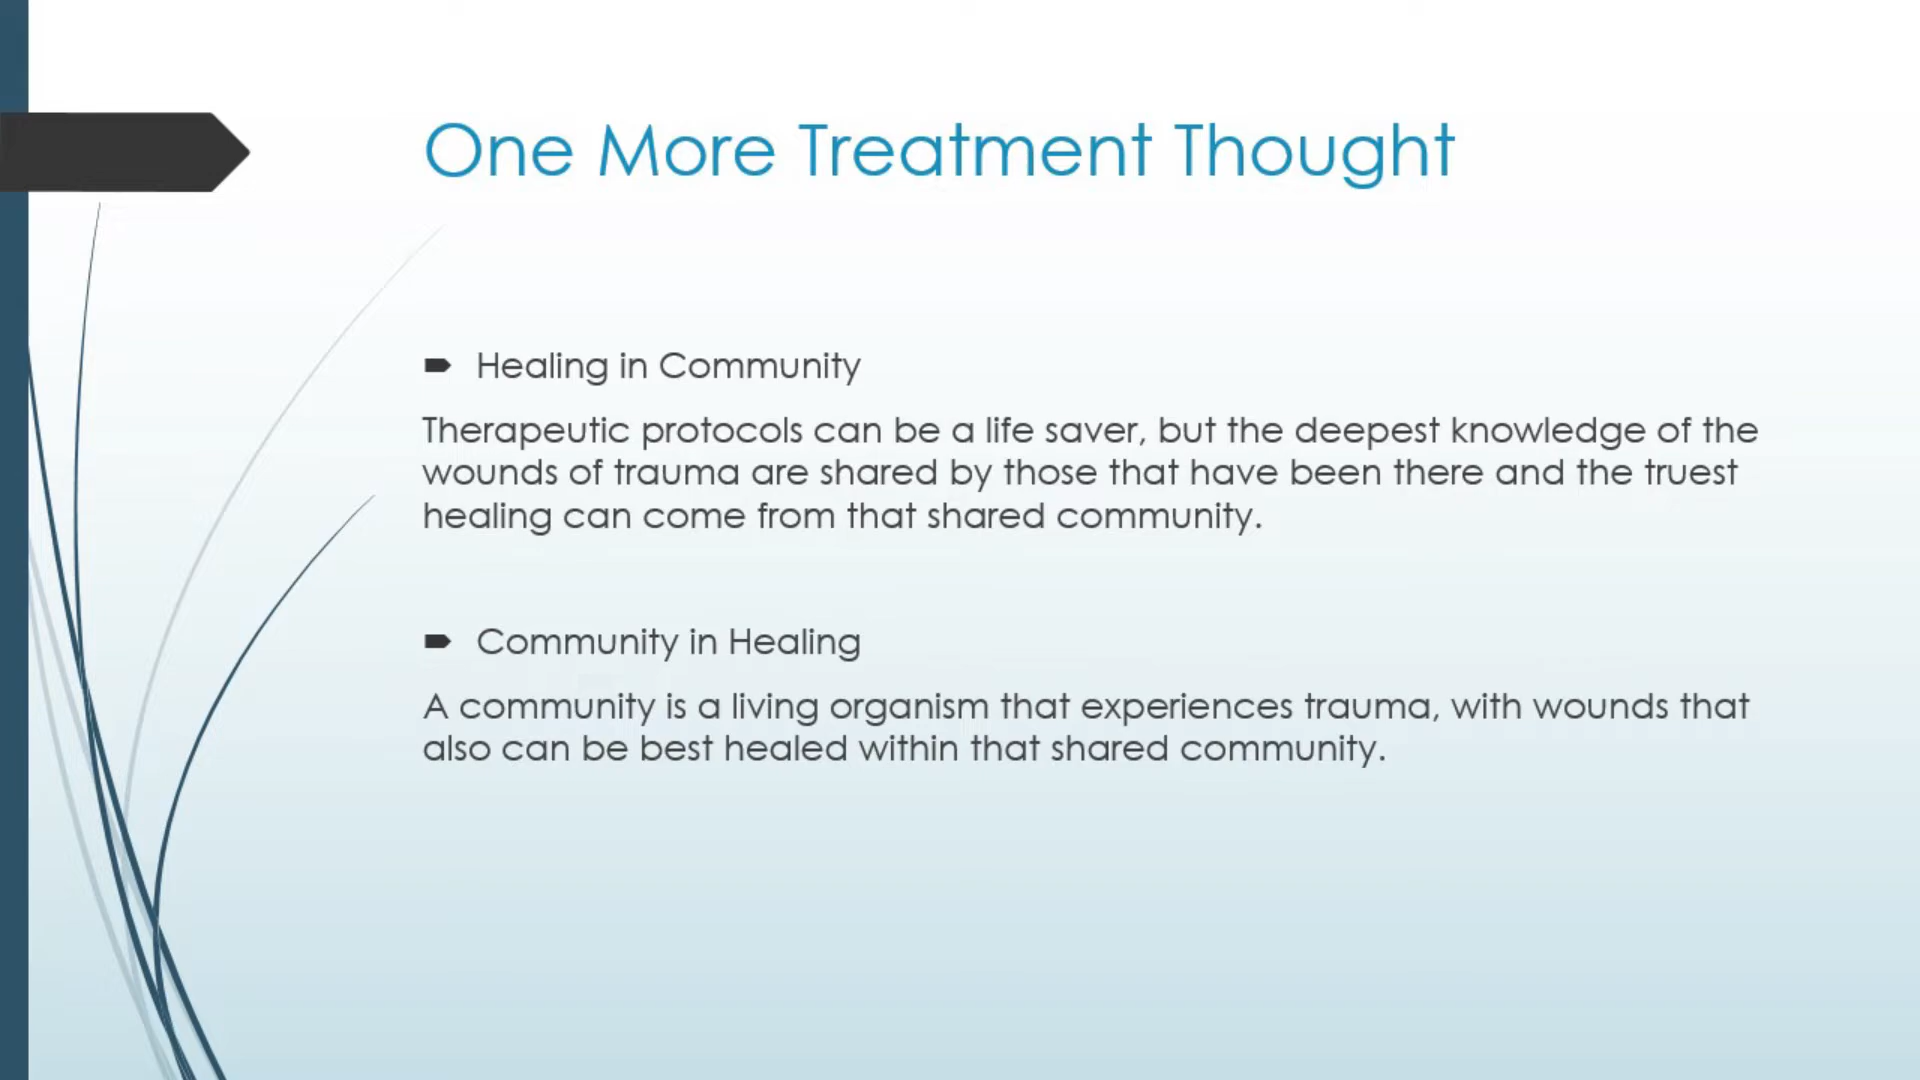 One More Treatment Thought
Healing in Community
Therapeutic protocols can be a life saver, but the deepest knowledge of the
wounds of trauma are shared by those that have been there and the truest
healing can come from that shared community.
Community in Healing
A community is a living organism that experiences trauma, with wounds that
also can be best healed within that shared community.